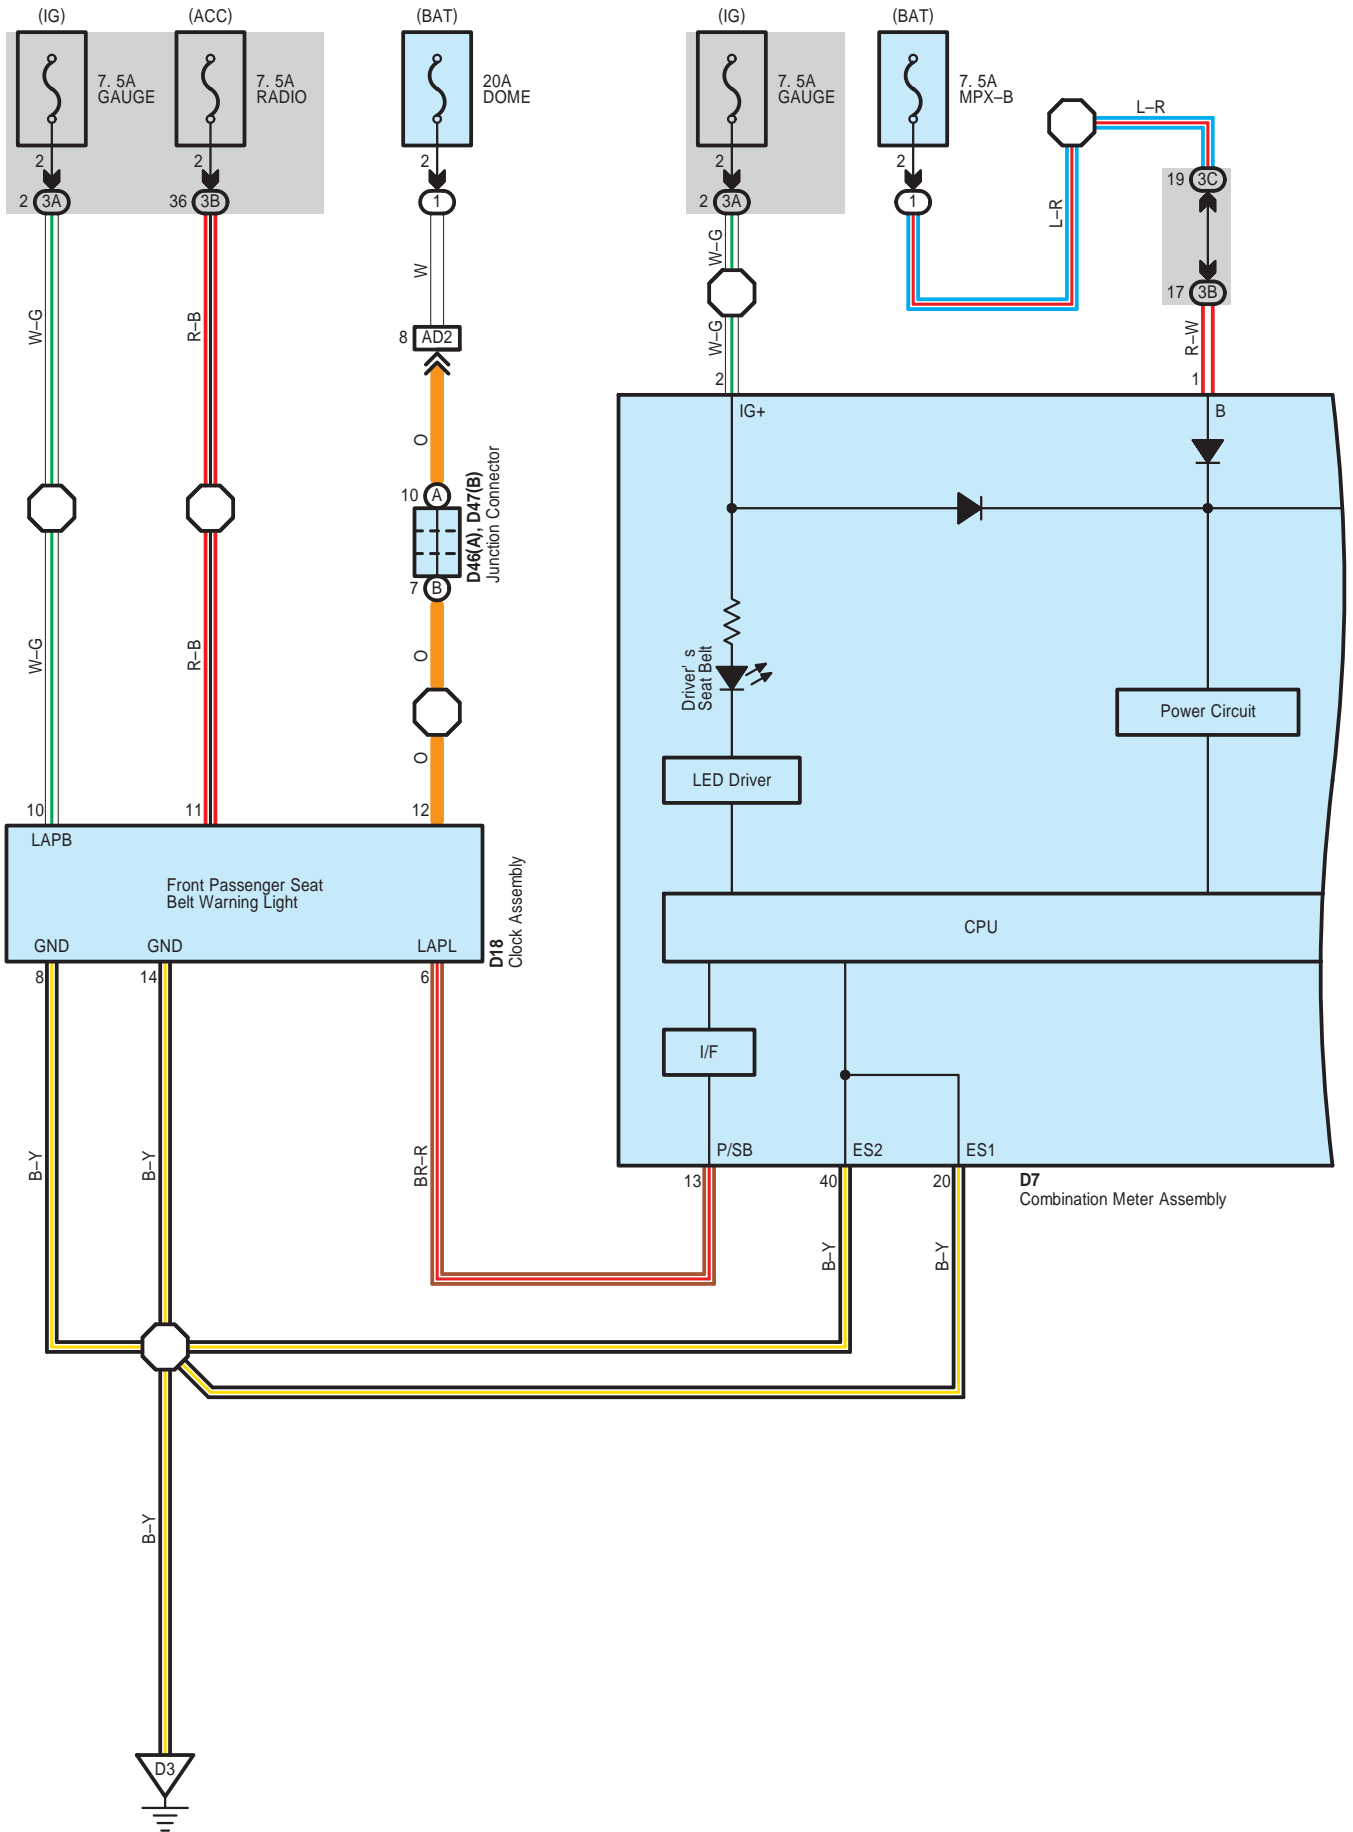 (IG)
(ACC)
(BAT)
(IG)
(BAT)
7. 5A
GAUGE
7. 5A
RADIO
20A
DOME
7. 5A
GAUGE
7. 5A
MPX–B
L–R
2
2
2
2
2
2
3A
36
3B
1
2
3A
1
19
3C
L–R
W–G
W
17
3B
W–G
R–B
8
AD2
W–G
R–W
2
1
IG+
B
O
10
A
D46(A), D47(B)
Junction Connector
7
B
W–G
R–B
O
Driver' s
Seat Belt
Power Circuit
O
LED Driver
10
11
12
LAPB
Front Passenger Seat
Belt Warning Light
D18
Clock Assembly
CPU
GND
GND
LAPL
8
14
6
I/F
P/SB
ES2
ES1
B–Y
B–Y
BR–R
13
40
20
D7
Combination Meter Assembly
B–Y
B–Y
B–Y
D3